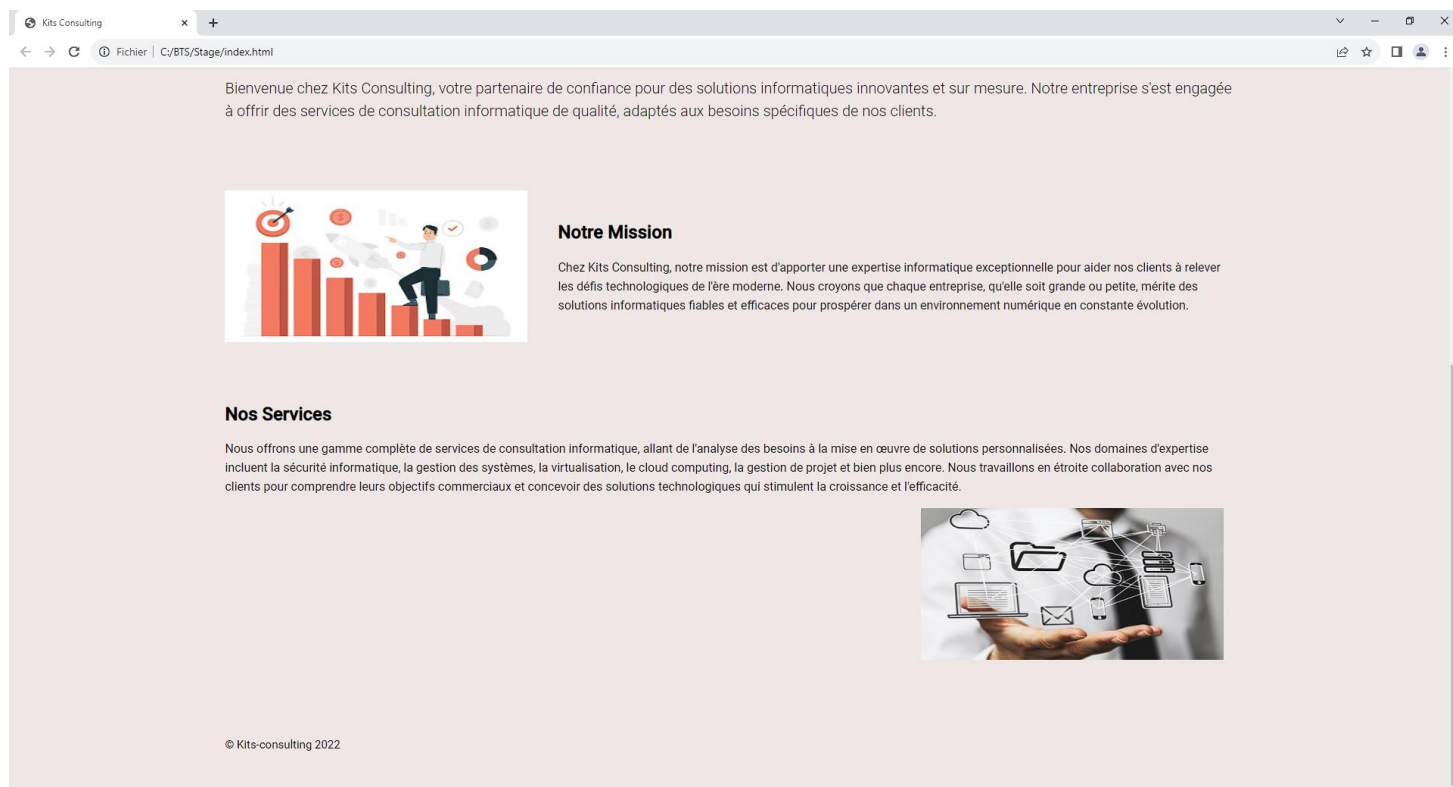 Kits Consulting
Fichier | C:/BTS/Stage/index.html
Bienvenue chez Kits Consulting, votre partenaire de confiance pour des solutions informatiques innovantes et sur mesure. Notre entreprise s'est engagée
à offrir des services de consultation informatique de qualité, adaptés aux besoins spécifiques de nos clients.
Notre Mission
Chez Kits Consulting, notre mission est d'apporter une expertise informatique exceptionnelle pour aider nos clients à relever
les défis technologiques de l'ère moderne. Nous croyons que chaque entreprise, qu'elle soit grande ou petite, mérite des
solutions informatiques fiables et efficaces pour prospérer dans un environnement numérique en constante évolution.
Nos Services
Nous offrons une gamme complète de services de consultation informatique, allant de l'analyse des besoins à la mise en œuvre de solutions personnalisées. Nos domaines d'expertise
incluent la sécurité informatique, la gestion des systèmes, la virtualisation, le cloud computing, la gestion de projet et bien plus encore. Nous travaillons en étroite collaboration avec nos
clients pour comprendre leurs objectifs commerciaux et concevoir des solutions technologiques qui stimulent la croissance et l'efficacité.
© Kits-consulting 2022